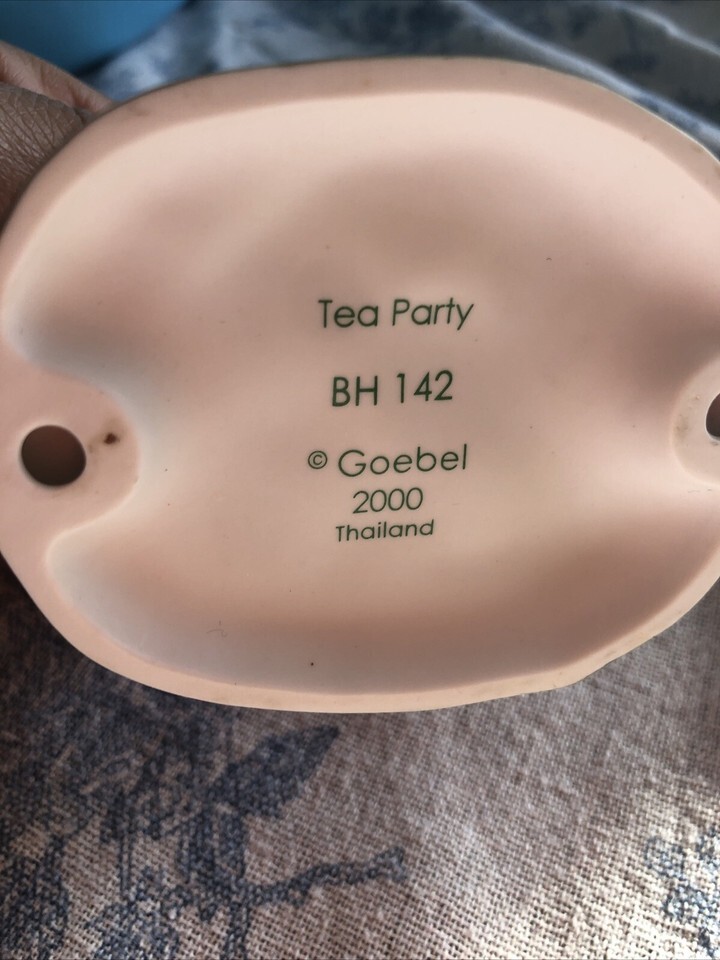 Tea Party
BH 142
© Goebel
2000
Thailand